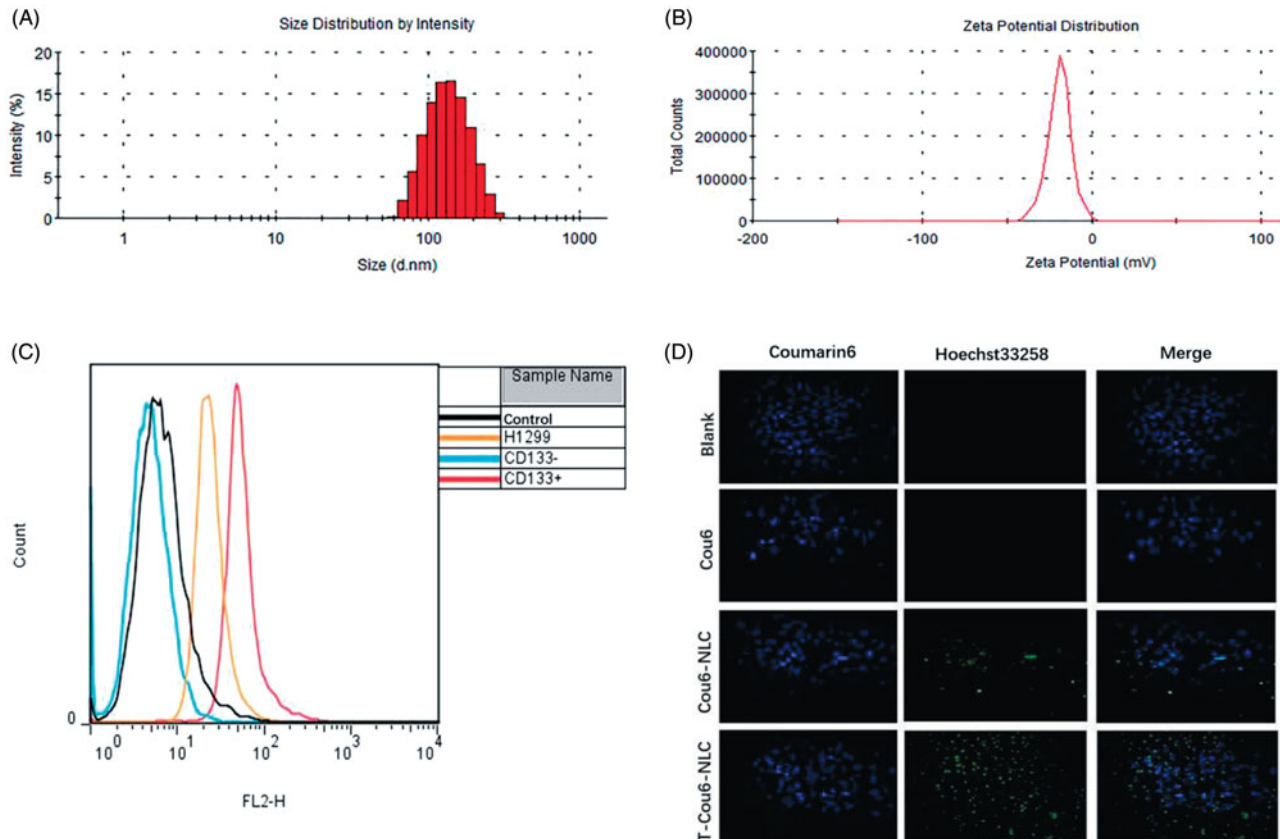 (A)
Size Distribution by Intensity
20
15
10
5
0
Intensity (%)
1
10
100
1000
Size (d.nm)
(B)
Zeta Potential Distribution
400000
300000
200000
100000
0
Total Counts
-200
-100
0
100
Zeta Potential (mV)
(C)
Sample Name
Control
H1299
CD133-
CD133+
Count
0
10^0
10^1
10^2
10^3
10^4
FL2-H
(D)
Coumarin6
Hoechst33258
Merge
Blank
Cou6
Cou6-NLC
T-Cou6-NLC